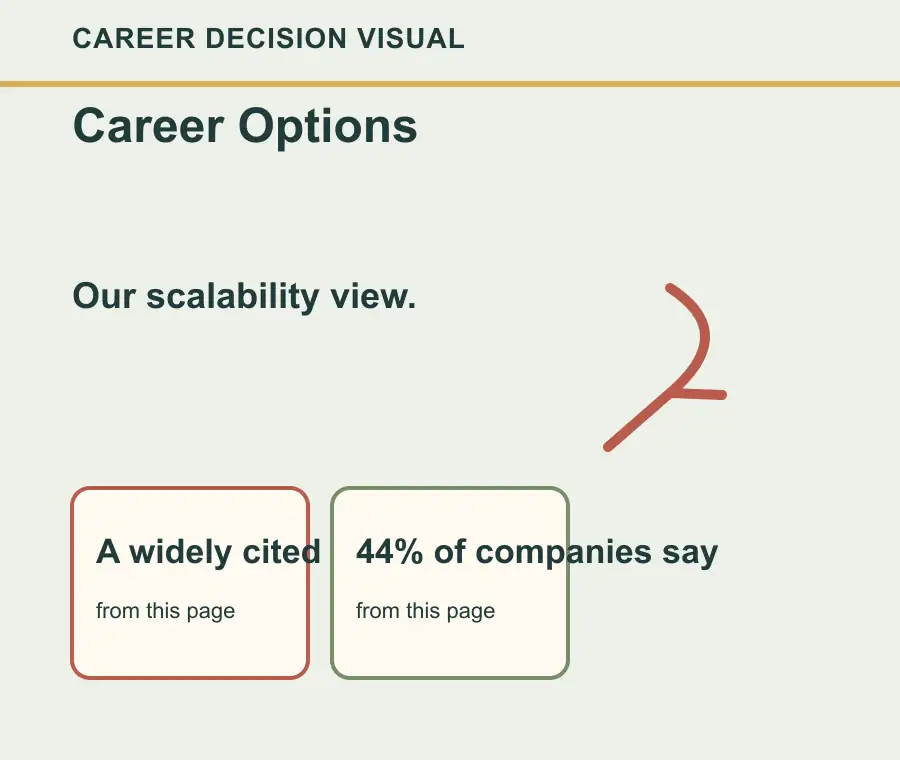 CAREER DECISION VISUAL
Career Options
Our scalability view.
A widely cited
from this page
44% of companies say
from this page